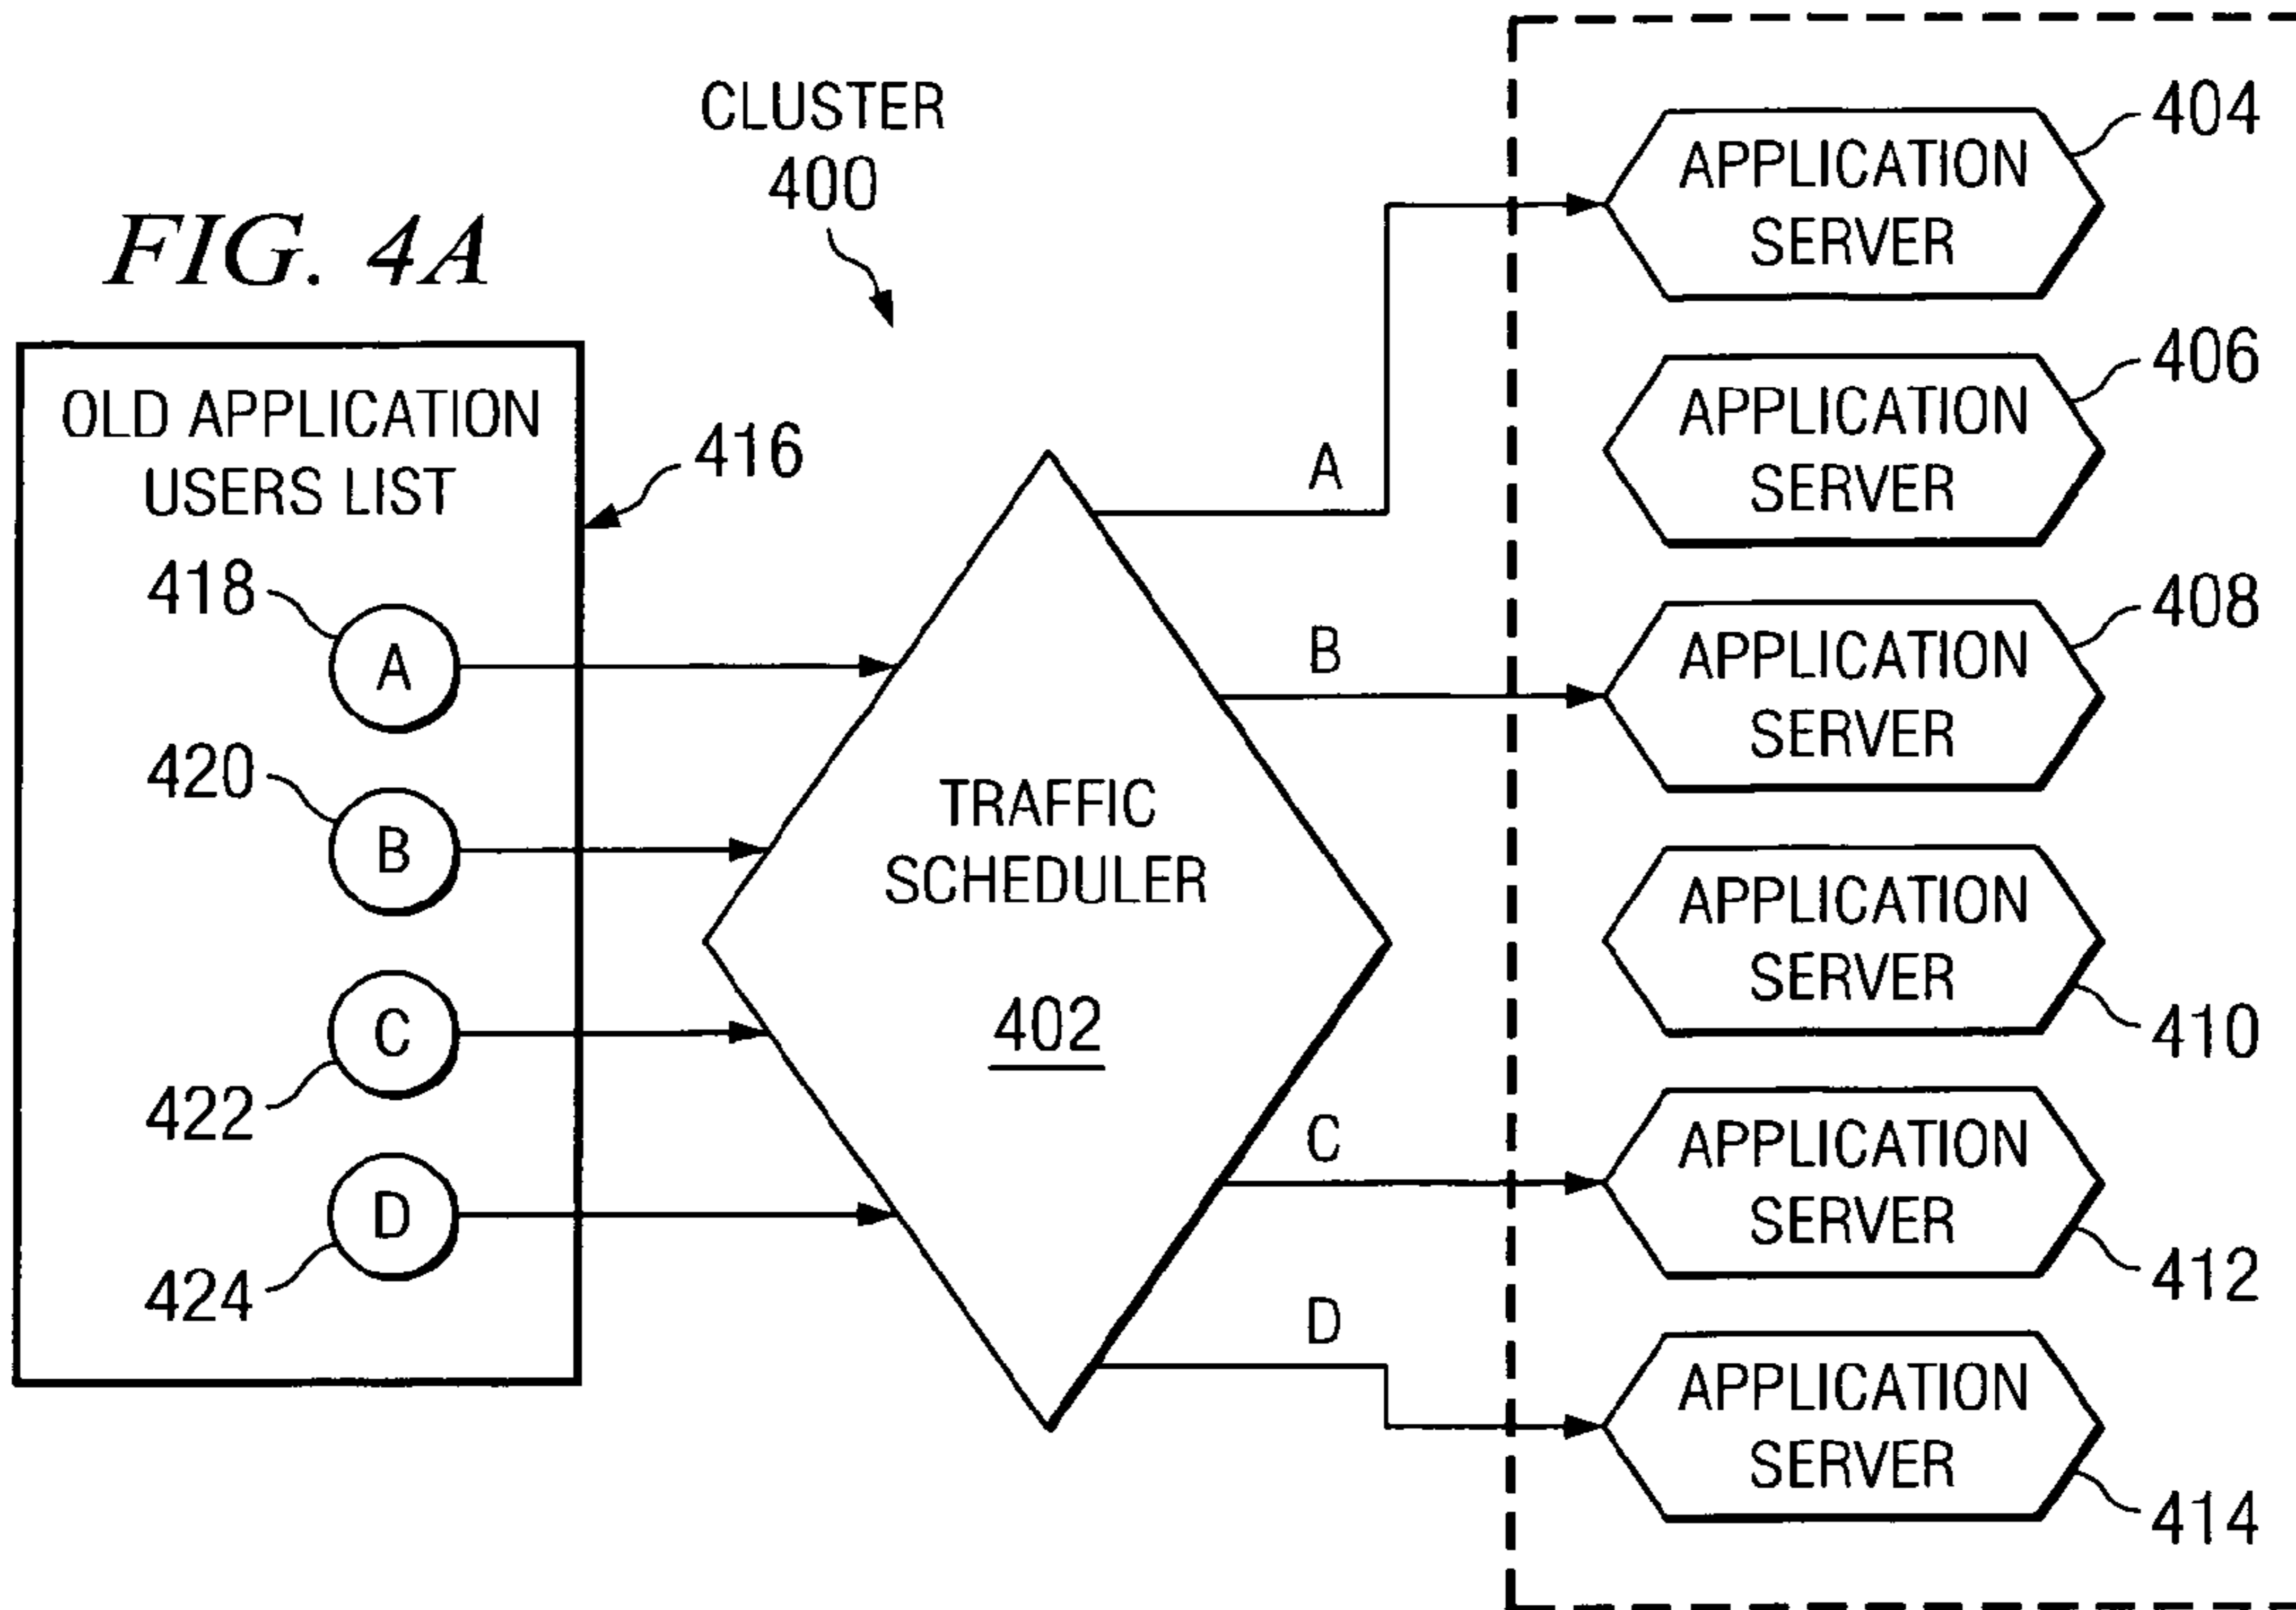 FIG. 4A
CLUSTER
400
OLD APPLICATION
USERS LIST
416
418
A
420
B
C
422
D
424
TRAFFIC
SCHEDULER
402
A
B
C
D
APPLICATION
SERVER
404
APPLICATION
SERVER
406
APPLICATION
SERVER
408
APPLICATION
SERVER
410
APPLICATION
SERVER
412
APPLICATION
SERVER
414